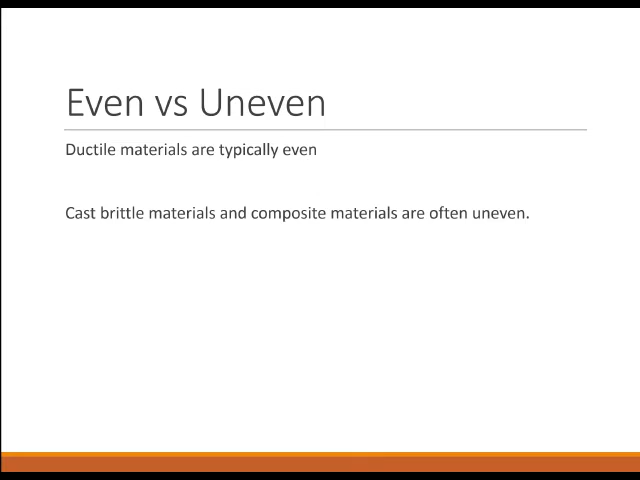 Even vs Uneven
Ductile materials are typically even
Cast brittle materials and composite materials are often uneven.